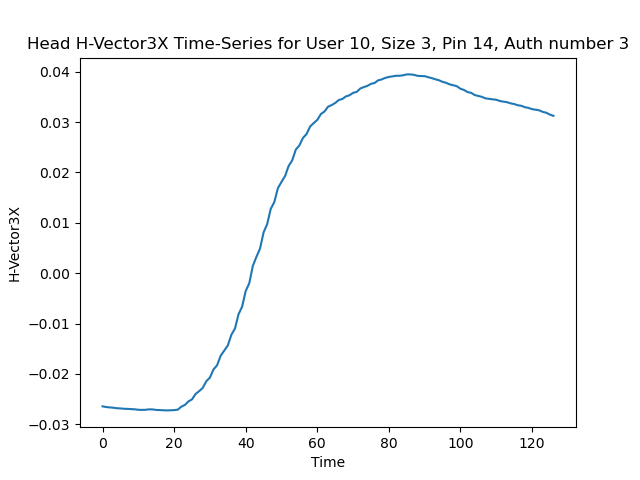 Head H-Vector3X Time-Series for User 10, Size 3, Pin 14, Auth number 3
0.04
0.03
0.02
0.01
0.00
−0.01
−0.02
−0.03
H-Vector3X
0 20 40 60 80 100 120
Time